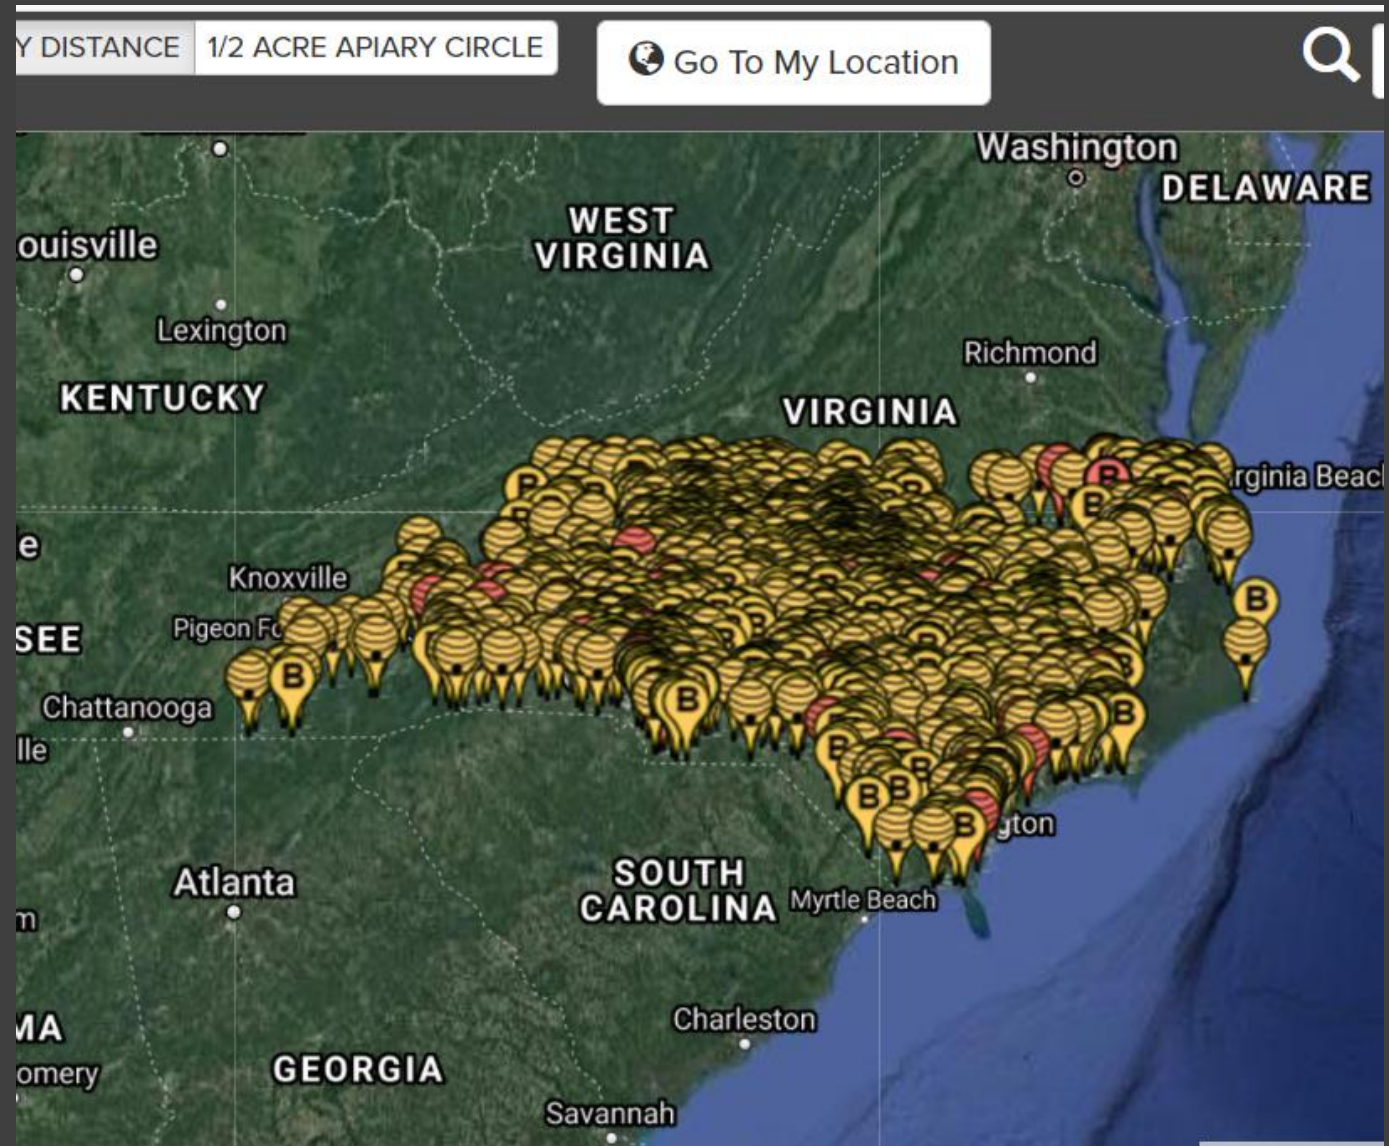 Y DISTANCE
1/2 ACRE APIARY CIRCLE
Go To My Location
Washington
DELAWARE
WEST
VIRGINIA
ouisville
Lexington
Richmond
KENTUCKY
VIRGINIA
rginia Beac
e
Knoxville
Pigeon Fo
SEE
Chattanooga
lle
B
B
B
B
B
B
B
B
B
B
B
gton
Atlanta
SOUTH
CAROLINA
Myrtle Beach
m
Charleston
MA
GEORGIA
omery
Savannah